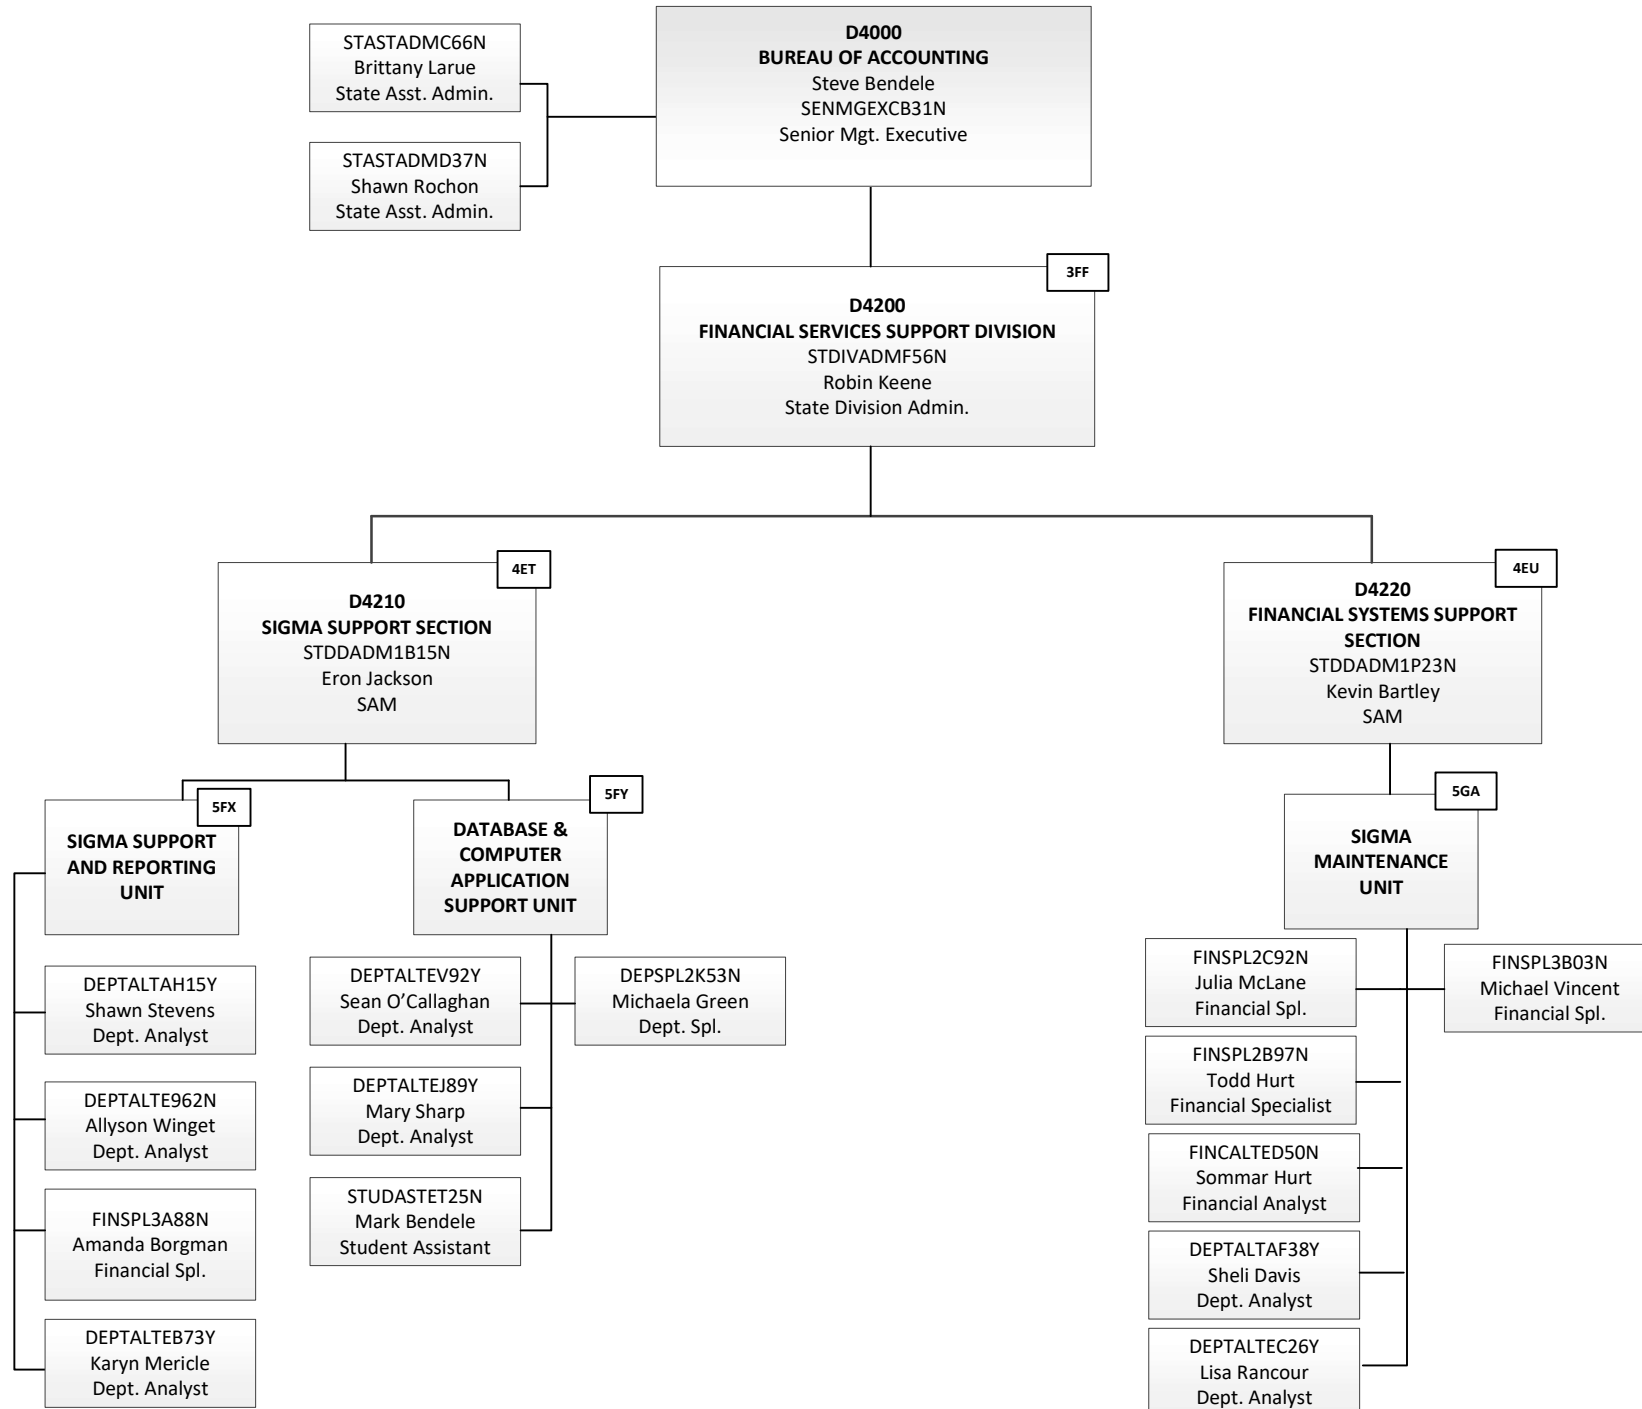 STASTADMC66N
Brittany Larue
State Asst. Admin.
STASTADMD37N
Shawn Rochon
State Asst. Admin.
D4000
BUREAU OF ACCOUNTING
Steve Bendele
SENMGEXCB31N
Senior Mgt. Executive
3FF
D4200
FINANCIAL SERVICES SUPPORT DIVISION
STDIVADMF56N
Robin Keene
State Division Admin.
4ET
D4210
SIGMA SUPPORT SECTION
STDDADM1B15N
Eron Jackson
SAM
4EU
D4220
FINANCIAL SYSTEMS SUPPORT
SECTION
STDDADM1P23N
Kevin Bartley
SAM
5FX
SIGMA SUPPORT
AND REPORTING
UNIT
DEPTALTAH15Y
Shawn Stevens
Dept. Analyst
DEPTALTE962N
Allyson Winget
Dept. Analyst
FINSPL3A88N
Amanda Borgman
Financial Spl.
DEPTALTEB73Y
Karyn Mericle
Dept. Analyst
5FY
DATABASE &
COMPUTER
APPLICATION
SUPPORT UNIT
DEPTALTEV92Y
Sean O’Callaghan
Dept. Analyst
DEPSPL2K53N
Michaela Green
Dept. Spl.
DEPTALTEJ89Y
Mary Sharp
Dept. Analyst
STUDASTET25N
Mark Bendele
Student Assistant
5GA
SIGMA
MAINTENANCE
UNIT
FINSPL2C92N
Julia McLane
Financial Spl.
FINSPL3B03N
Michael Vincent
Financial Spl.
FINSPL2B97N
Todd Hurt
Financial Specialist
FINCALTED50N
Sommar Hurt
Financial Analyst
DEPTALTAF38Y
Sheli Davis
Dept. Analyst
DEPTALTEC26Y
Lisa Rancour
Dept. Analyst